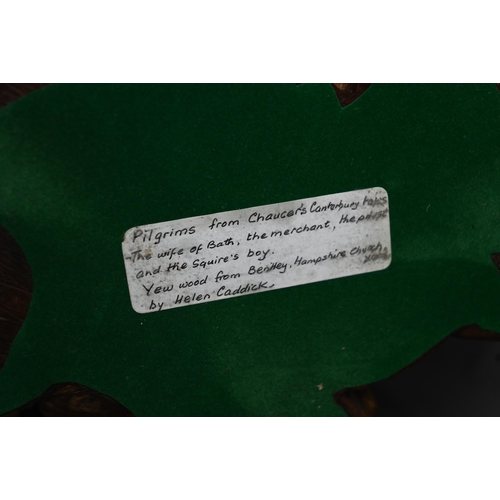 Pilgrims from Chaucer's Canterbury Tales
The wife of Bath, the merchant, the priest
and the Squire's boy.
Yew wood from Bentley, Hampshire Church
yard
by Helen Caddick.